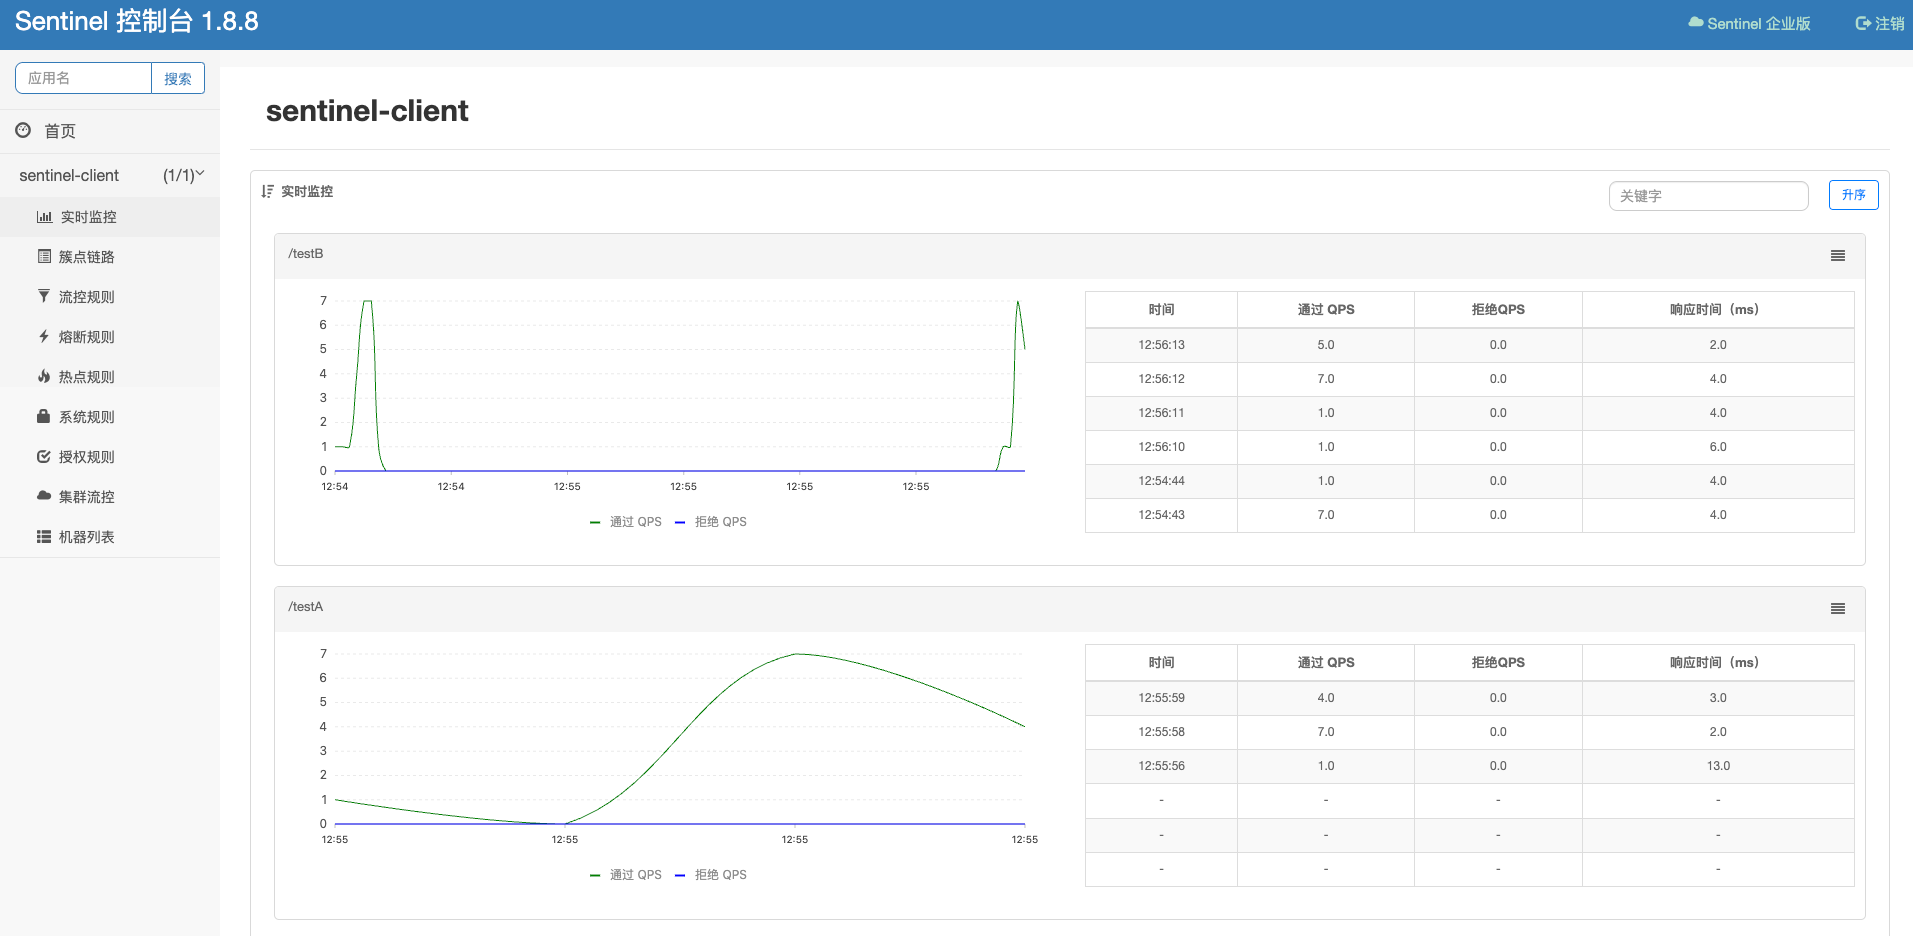 Sentinel 控制台 1.8.8
Sentinel 企业版
注销
应用名
搜索
首页
sentinel-client (1/1)
实时监控
簇点链路
流控规则
熔断规则
热点规则
系统规则
授权规则
集群流控
机器列表
sentinel-client
实时监控
关键字
升序
/testB
7
6
5
4
3
2
1
0
12:54 12:54 12:55 12:55 12:55 12:55
通过 QPS 拒绝 QPS
时间 通过 QPS 拒绝QPS 响应时间（ms）
12:56:13 5.0 0.0 2.0
12:56:12 7.0 0.0 4.0
12:56:11 1.0 0.0 4.0
12:56:10 1.0 0.0 6.0
12:54:44 1.0 0.0 4.0
12:54:43 7.0 0.0 4.0
/testA
7
6
5
4
3
2
1
0
12:55 12:55 12:55 12:55
通过 QPS 拒绝 QPS
时间 通过 QPS 拒绝QPS 响应时间（ms）
12:55:59 4.0 0.0 3.0
12:55:58 7.0 0.0 2.0
12:55:56 1.0 0.0 13.0
- - - -
- - - -
- - - -